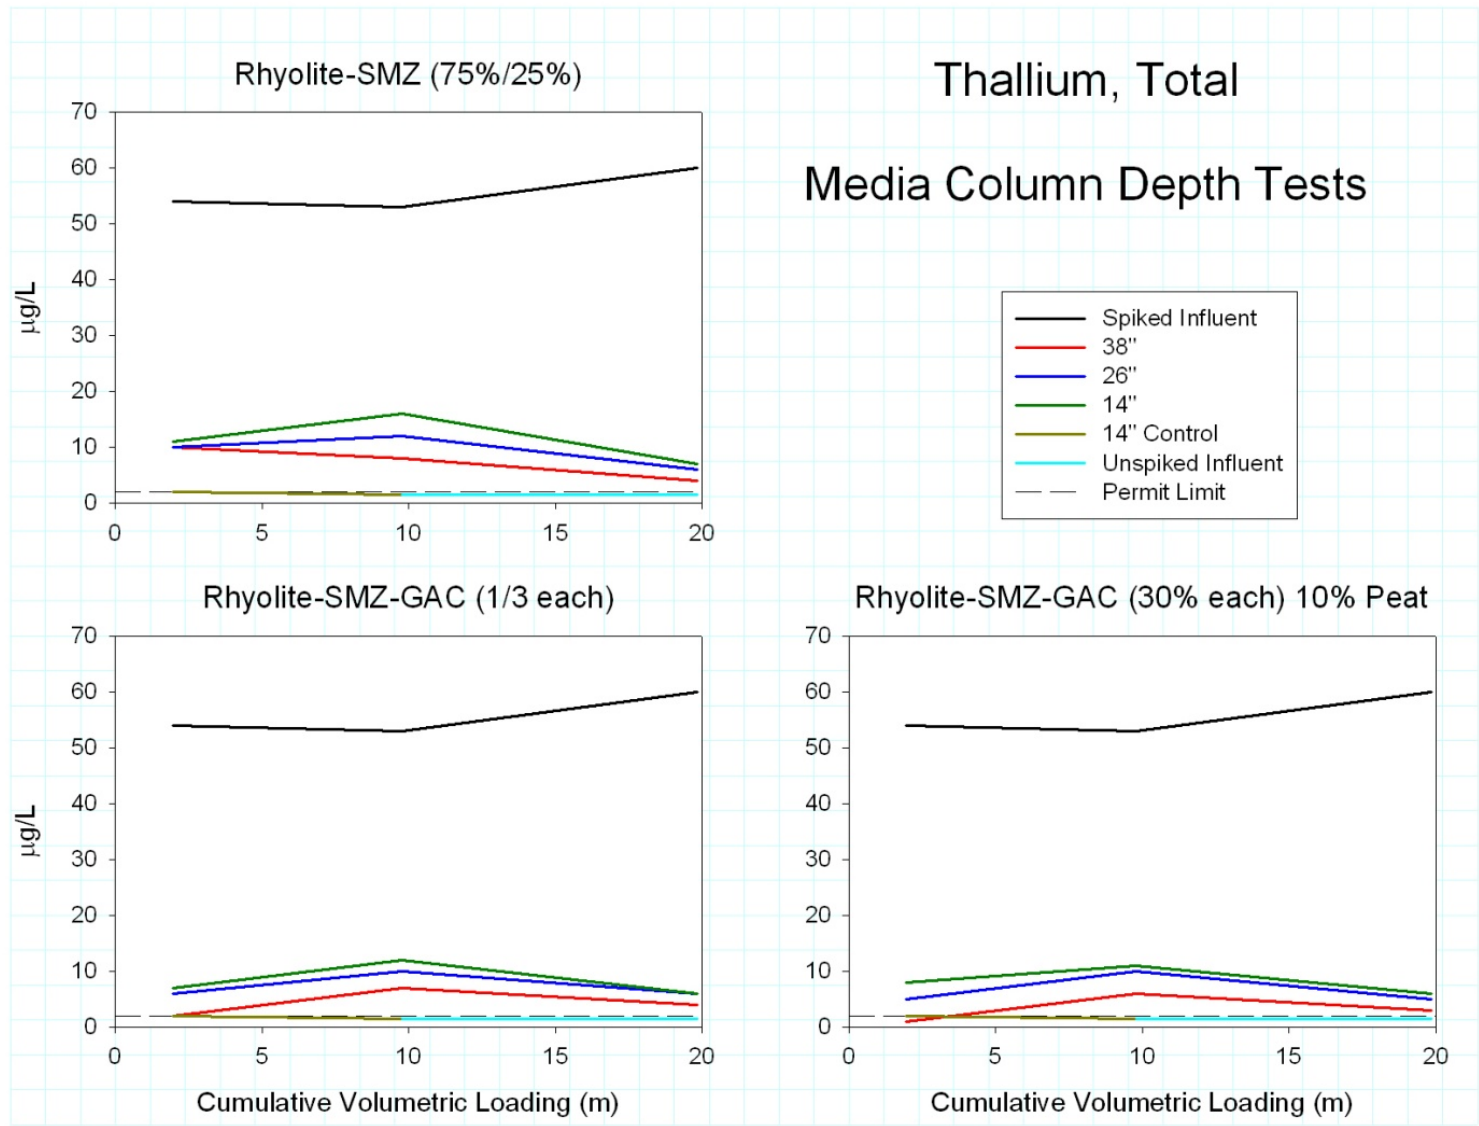 Rhyolite-SMZ (75%/25%)
Thallium, Total
Media Column Depth Tests
70
60
50
40
30
20
10
0
µg/L
0 5 10 15 20
Spiked Influent
38”
26”
14”
14” Control
Unspiked Influent
Permit Limit
Rhyolite-SMZ-GAC (1/3 each)
70
60
50
40
30
20
10
0
µg/L
0 5 10 15 20
Cumulative Volumetric Loading (m)
Rhyolite-SMZ-GAC (30% each) 10% Peat
70
60
50
40
30
20
10
0
0 5 10 15 20
Cumulative Volumetric Loading (m)